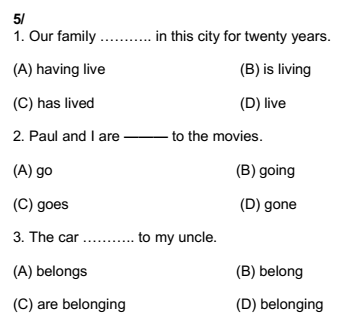 5/
1. Our family ……….. in this city for twenty years.
(A) having live (B) is living
(C) has lived (D) live
2. Paul and I are ——— to the movies.
(A) go (B) going
(C) goes (D) gone
3. The car ……….. to my uncle.
(A) belongs (B) belong
(C) are belonging (D) belonging